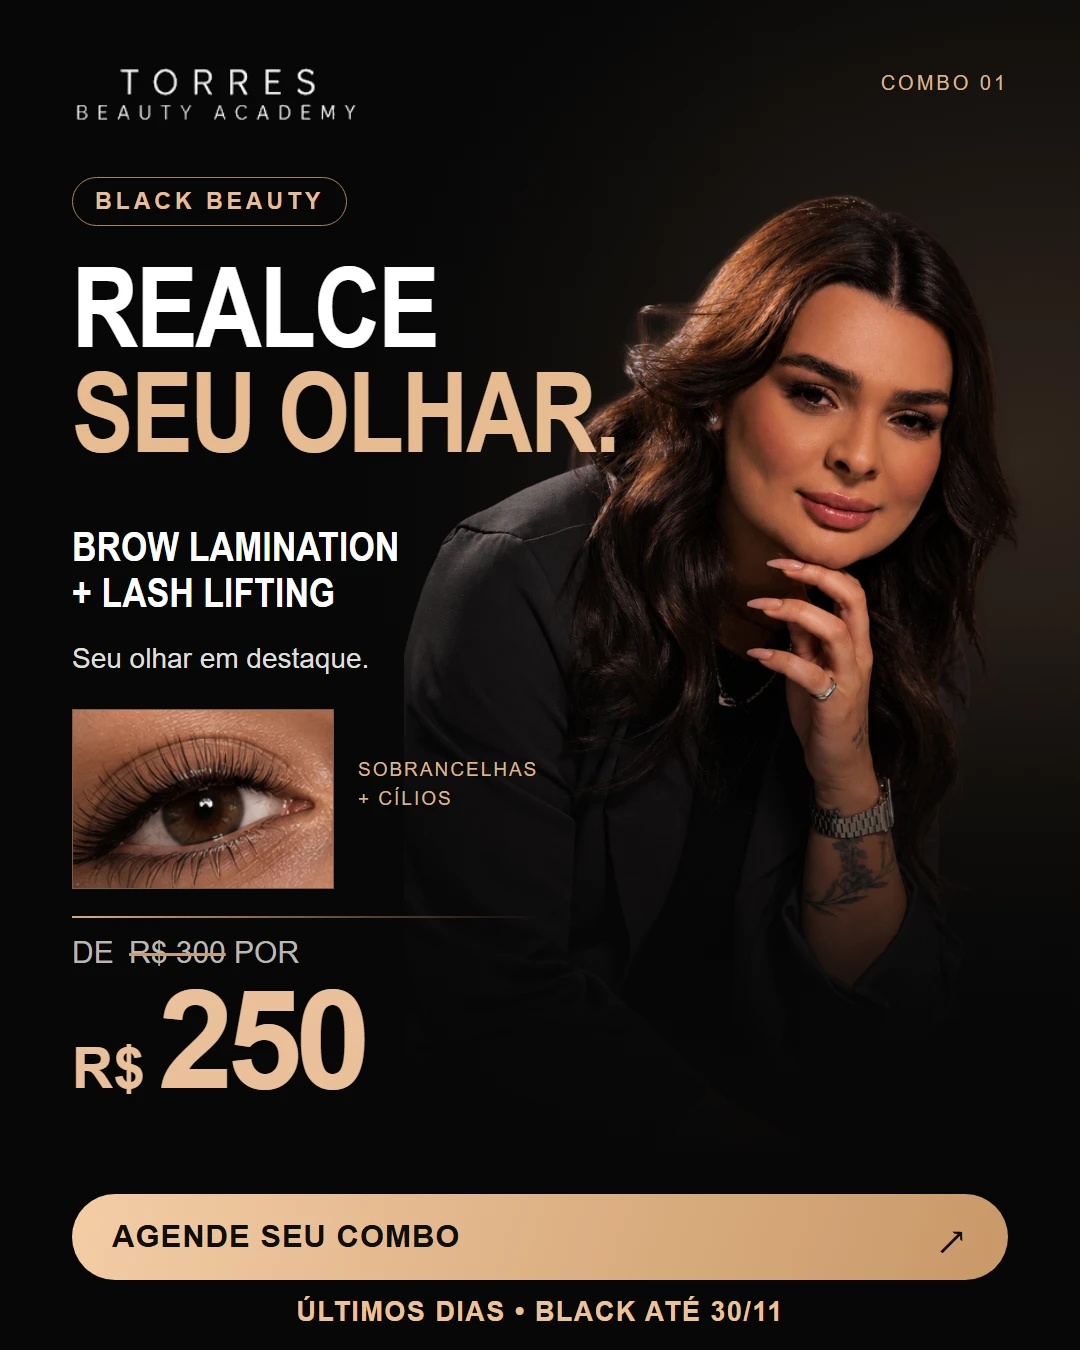 TORRES
BEAUTY ACADEMY
COMBO 01
BLACK BEAUTY
REALCE
SEU OLHAR.
BROW LAMINATION
+ LASH LIFTING
Seu olhar em destaque.
SOBRANCELHAS
+ CÍLIOS
DE R$ 300 POR
R$ 250
AGENDE SEU COMBO ↗
ÚLTIMOS DIAS • BLACK ATÉ 30/11